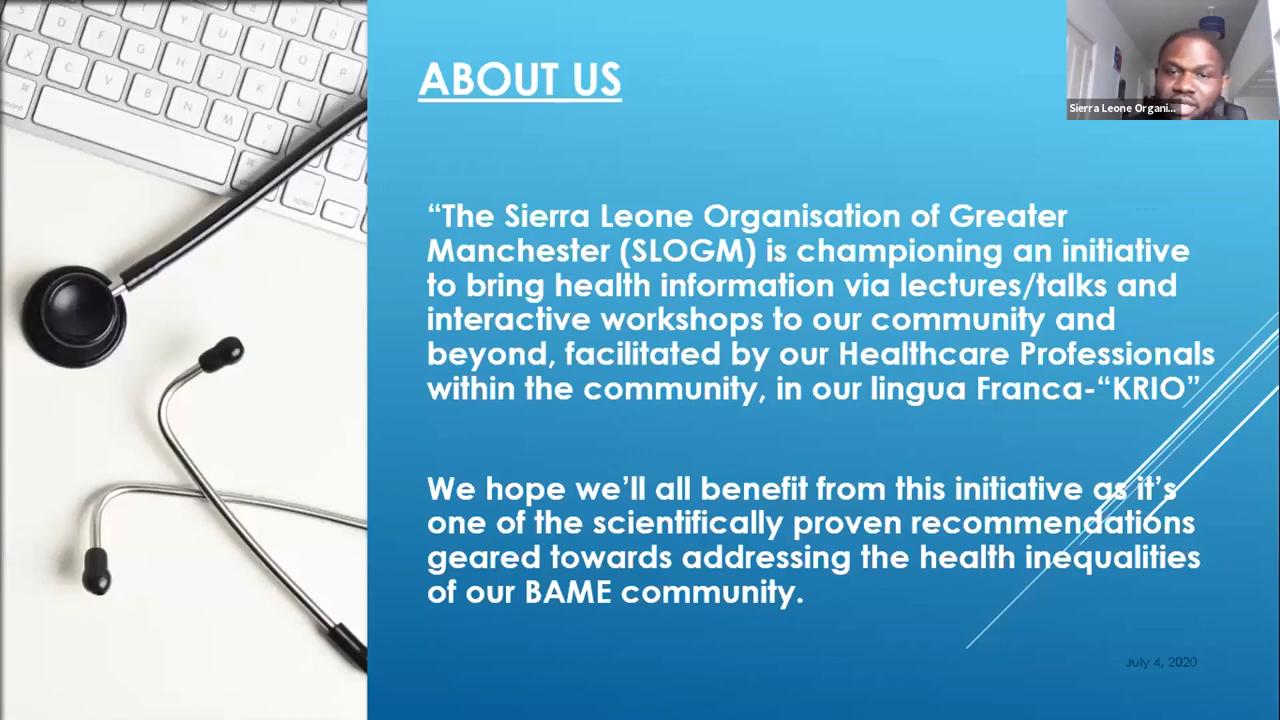 ABOUT US
Sierra Leone Organi...
“The Sierra Leone Organisation of Greater
Manchester (SLOGM) is championing an initiative
to bring health information via lectures/talks and
interactive workshops to our community and
beyond, facilitated by our Healthcare Professionals
within the community, in our lingua Franca-“KRIO”
We hope we’ll all benefit from this initiative as it’s
one of the scientifically proven recommendations
geared towards addressing the health inequalities
of our BAME community.
July 4, 2020